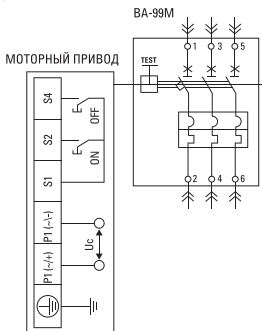 ВА-99М
1 3 5
МОТОРНЫЙ ПРИВОД
TEST
S4
OFF
S2
ON
S1
2 4 6
P1 (~\-)
Uc
P1 (~/+)